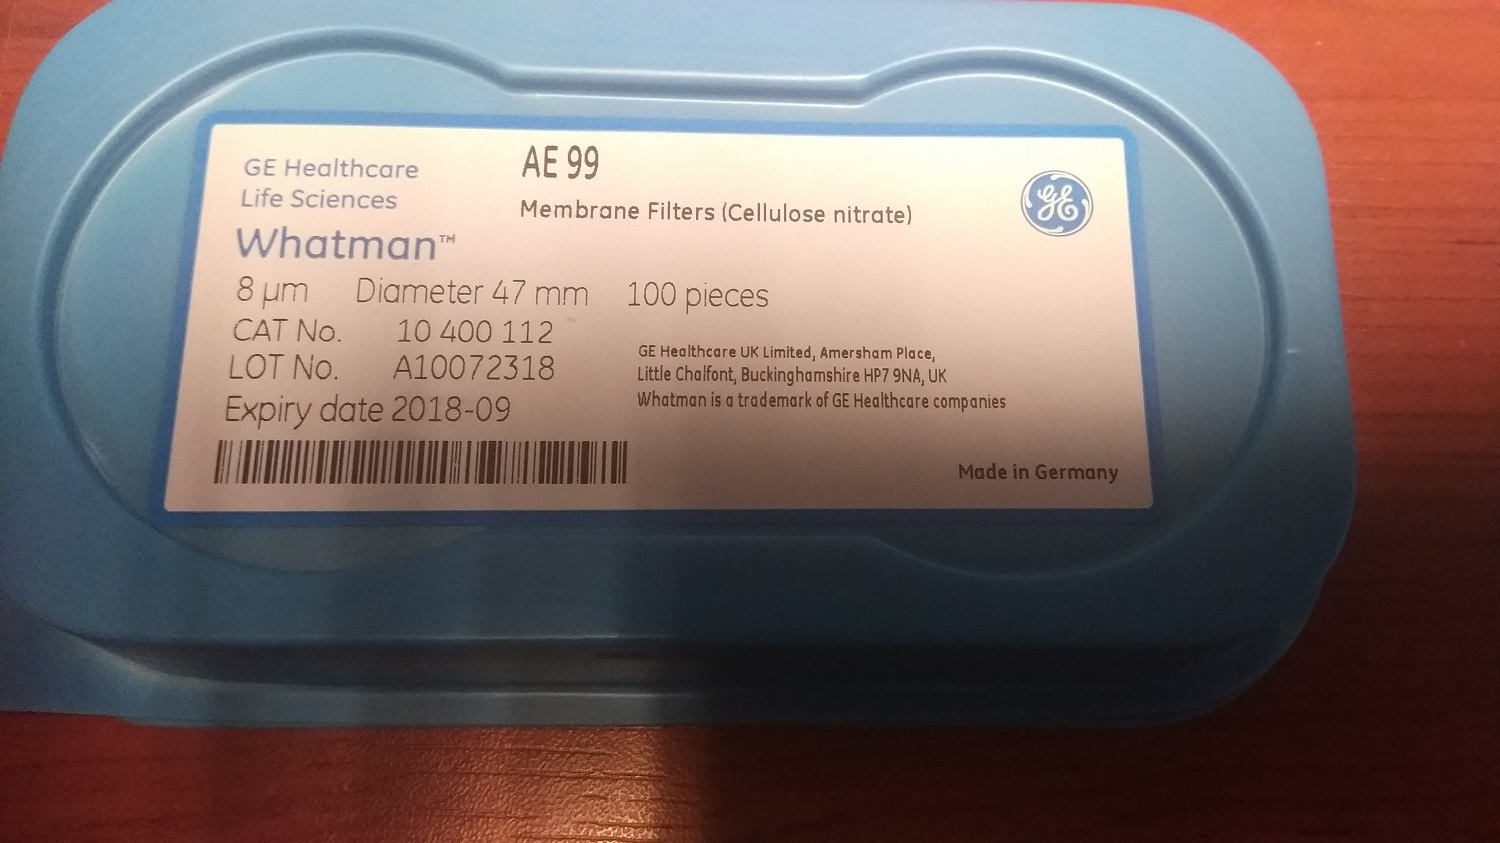 GE Healthcare
Life Sciences
Whatman™
AE 99
Membrane Filters (Cellulose nitrate)
GE
8 µm Diameter 47 mm 100 pieces
CAT No. 10 400 112
LOT No. A10072318
Expiry date 2018-09
GE Healthcare UK Limited, Amersham Place,
Little Chalfont, Buckinghamshire HP7 9NA, UK
Whatman is a trademark of GE Healthcare companies
Made in Germany